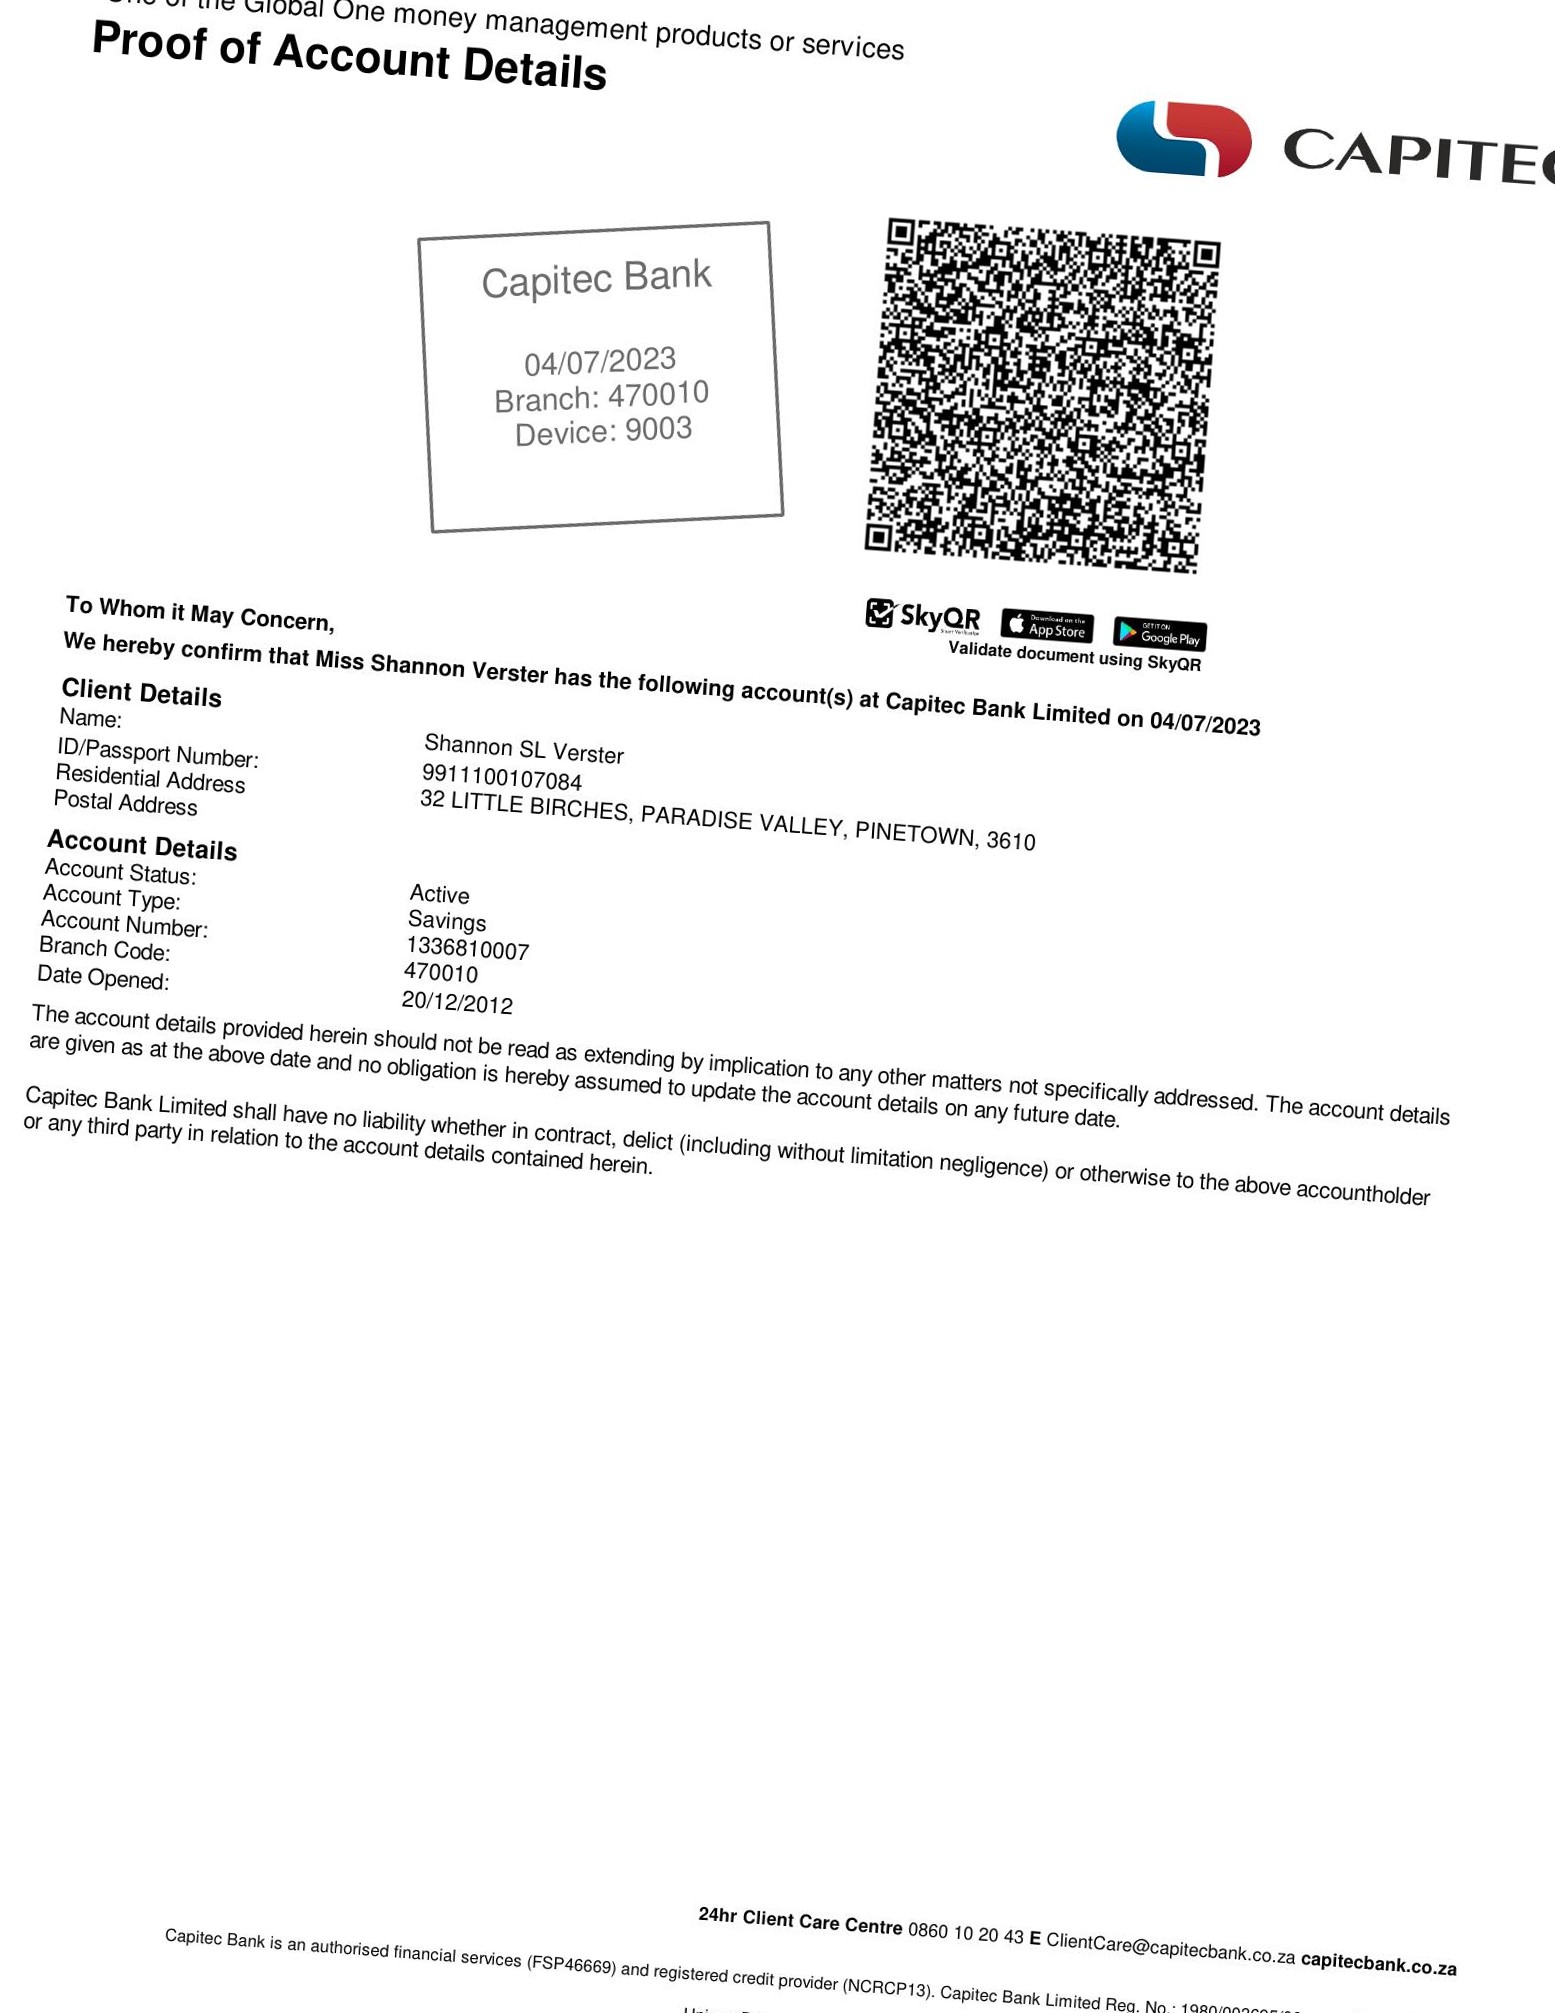 One of the Global One money management products or services
Proof of Account Details
CAPITEC
Capitec Bank
04/07/2023
Branch: 470010
Device: 9003
SkyQR
Download on the
App Store
GET IT ON
Google Play
Validate document using SkyQR
To Whom it May Concern,
We hereby confirm that Miss Shannon Verster has the following account(s) at Capitec Bank Limited on 04/07/2023
Client Details
Name: Shannon SL Verster
ID/Passport Number: 9911100107084
Residential Address 32 LITTLE BIRCHES, PARADISE VALLEY, PINETOWN, 3610
Postal Address
Account Details
Account Status: Active
Account Type: Savings
Account Number: 1336810007
Branch Code: 470010
Date Opened: 20/12/2012
The account details provided herein should not be read as extending by implication to any other matters not specifically addressed. The account details
are given as at the above date and no obligation is hereby assumed to update the account details on any future date.
Capitec Bank Limited shall have no liability whether in contract, delict (including without limitation negligence) or otherwise to the above accountholder
or any third party in relation to the account details contained herein.
24hr Client Care Centre 0860 10 20 43 E ClientCare@capitecbank.co.za capitecbank.co.za
Capitec Bank is an authorised financial services (FSP46669) and registered credit provider (NCRCP13). Capitec Bank Limited Reg. No.: